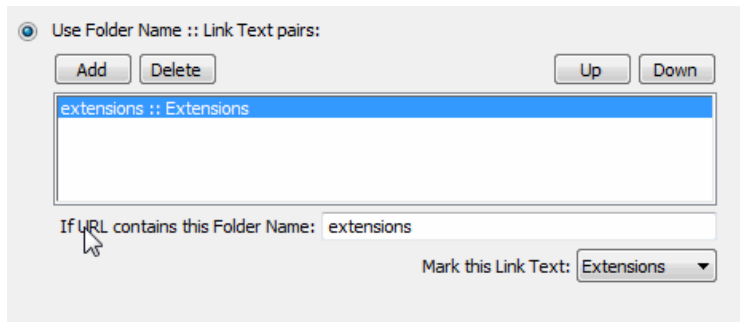 Use Folder Name :: Link Text pairs:
Add Delete Up Down
extensions :: Extensions
If URL contains this Folder Name: extensions
Mark this Link Text: Extensions